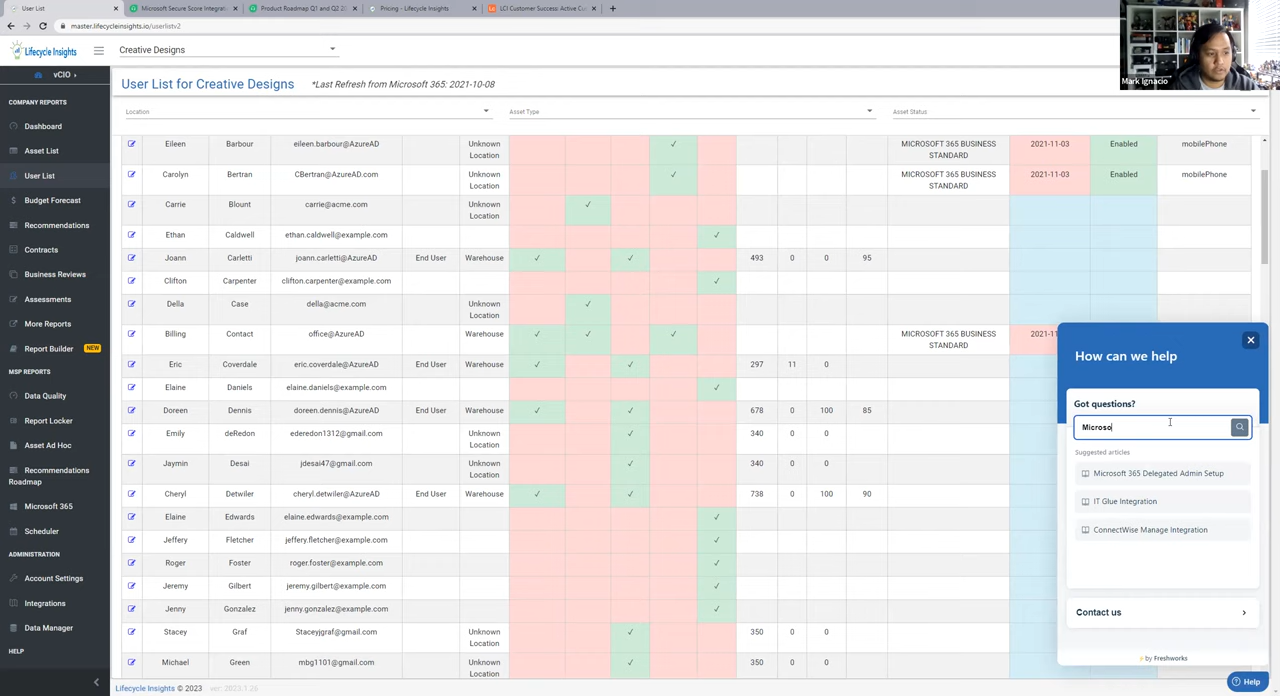 User List
Microsoft Secure Score Integrat
Product Roadmap Q1 and Q2 2
Pricing - Lifecycle Insights
LCI Customer Success: Active Cu
master.lifecycleinsights.io/userlistv2
Lifecycle Insights
Creative Designs
Mark Ignacio
vCIO ›
COMPANY REPORTS
Dashboard
Asset List
User List
Budget Forecast
Recommendations
Contracts
Business Reviews
Assessments
More Reports
Report Builder NEW
MSP REPORTS
Data Quality
Report Locker
Asset Ad Hoc
Recommendations
Roadmap
Microsoft 365
Scheduler
ADMINISTRATION
Account Settings
Integrations
Data Manager
HELP
User List for Creative Designs *Last Refresh from Microsoft 365: 2021-10-08
Location Asset Type Asset Status
Eileen Barbour eileen.barbour@AzureAD Unknown Location ✓ MICROSOFT 365 BUSINESS STANDARD 2021-11-03 Enabled mobilePhone
Carolyn Bertran CBertran@AzureAD.com Unknown Location ✓ MICROSOFT 365 BUSINESS STANDARD 2021-11-03 Enabled mobilePhone
Carrie Blount carrie@acme.com Unknown Location ✓
Ethan Caldwell ethan.caldwell@example.com ✓
Joann Carletti joann.carletti@AzureAD End User Warehouse ✓ ✓ 493 0 0 95
Clifton Carpenter clifton.carpenter@example.com ✓
Della Case della@acme.com Unknown Location ✓
Billing Contact office@AzureAD Warehouse ✓ ✓ ✓ MICROSOFT 365 BUSINESS STANDARD 2021-11
Eric Coverdale eric.coverdale@AzureAD End User Warehouse ✓ ✓ 297 11 0
Elaine Daniels elaine.daniels@example.com ✓
Doreen Dennis doreen.dennis@AzureAD End User Warehouse ✓ ✓ 678 0 100 85
Emily deRedon ederedon1312@gmail.com Unknown Location ✓ 340 0 0
Jaymin Desai jdesai47@gmail.com Unknown Location ✓ 340 0 0
Cheryl Detwiler cheryl.detwiler@AzureAD End User Warehouse ✓ ✓ 738 0 100 90
Elaine Edwards elaine.edwards@example.com ✓
Jeffery Fletcher jeffery.fletcher@example.com ✓
Roger Foster roger.foster@example.com ✓
Jeremy Gilbert jeremy.gilbert@example.com ✓
Jenny Gonzalez jenny.gonzalez@example.com ✓
Stacey Graf Staceyjgraf@gmail.com Unknown Location ✓ 350 0 0
Michael Green mbg1101@gmail.com Unknown Location ✓ 350 0 0
How can we help
Got questions?
Microso
Suggested articles
Microsoft 365 Delegated Admin Setup
IT Glue Integration
ConnectWise Manage Integration
Contact us
by Freshworks
Lifecycle Insights © 2023 ver: 2023.1.26
Help